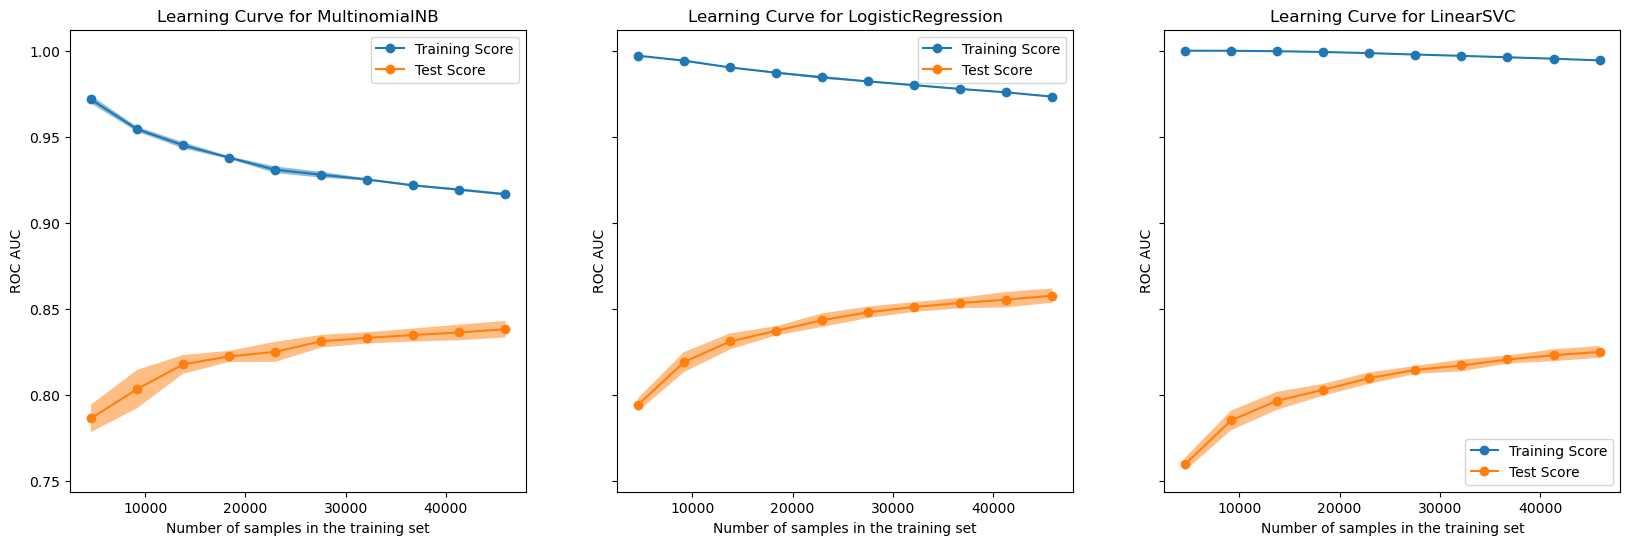 Learning Curve for MultinomialNB
Training Score
Test Score
ROC AUC
1.00
0.95
0.90
0.85
0.80
0.75
10000
20000
30000
40000
Number of samples in the training set
Learning Curve for LogisticRegression
Training Score
Test Score
ROC AUC
10000
20000
30000
40000
Number of samples in the training set
Learning Curve for LinearSVC
ROC AUC
Training Score
Test Score
10000
20000
30000
40000
Number of samples in the training set